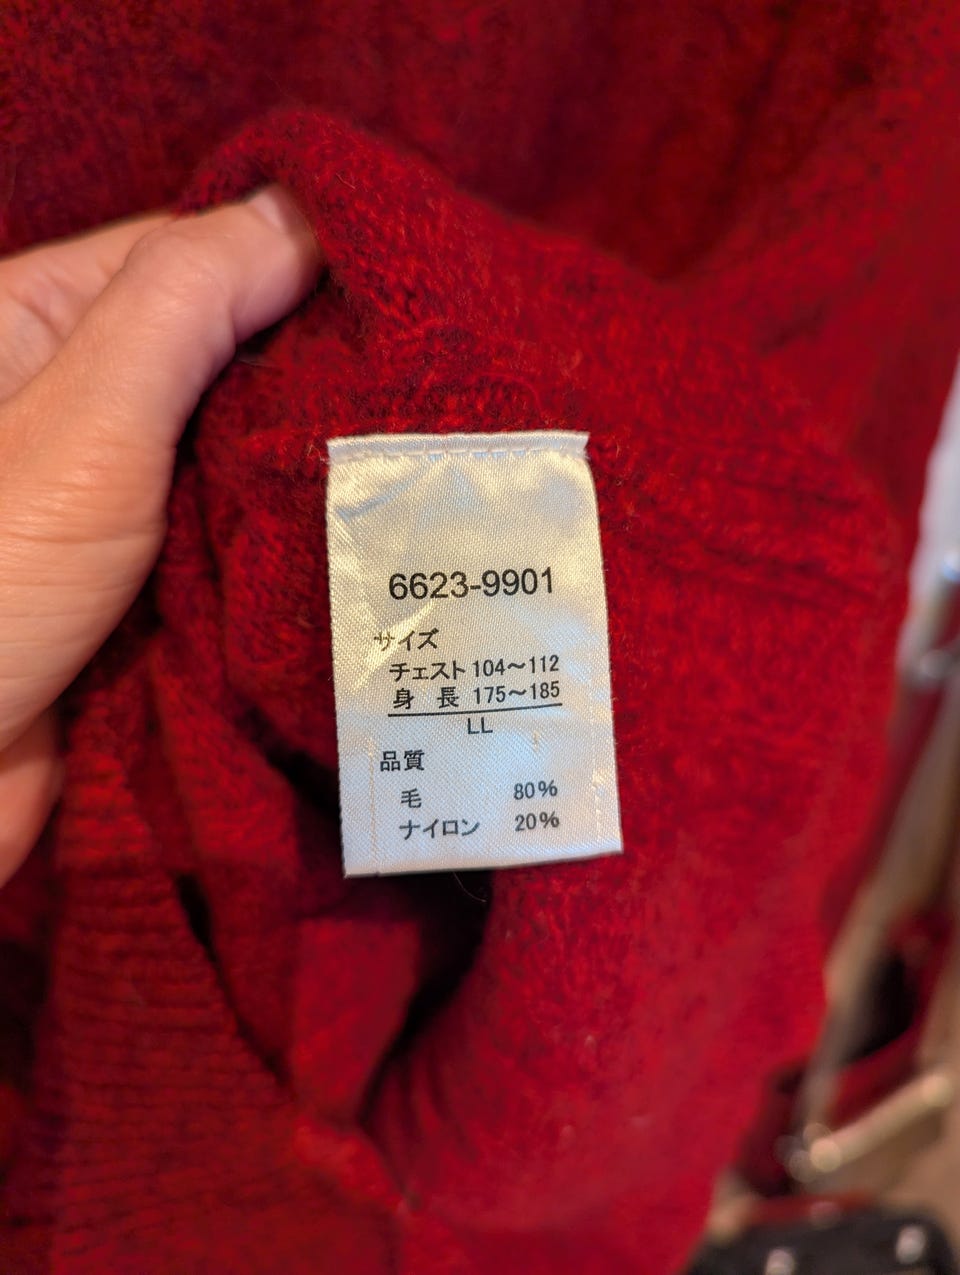 6623-9901
サイズ
チェスト 104～112
身 長 175～185
LL
品質
毛 80%
ナイロン 20%